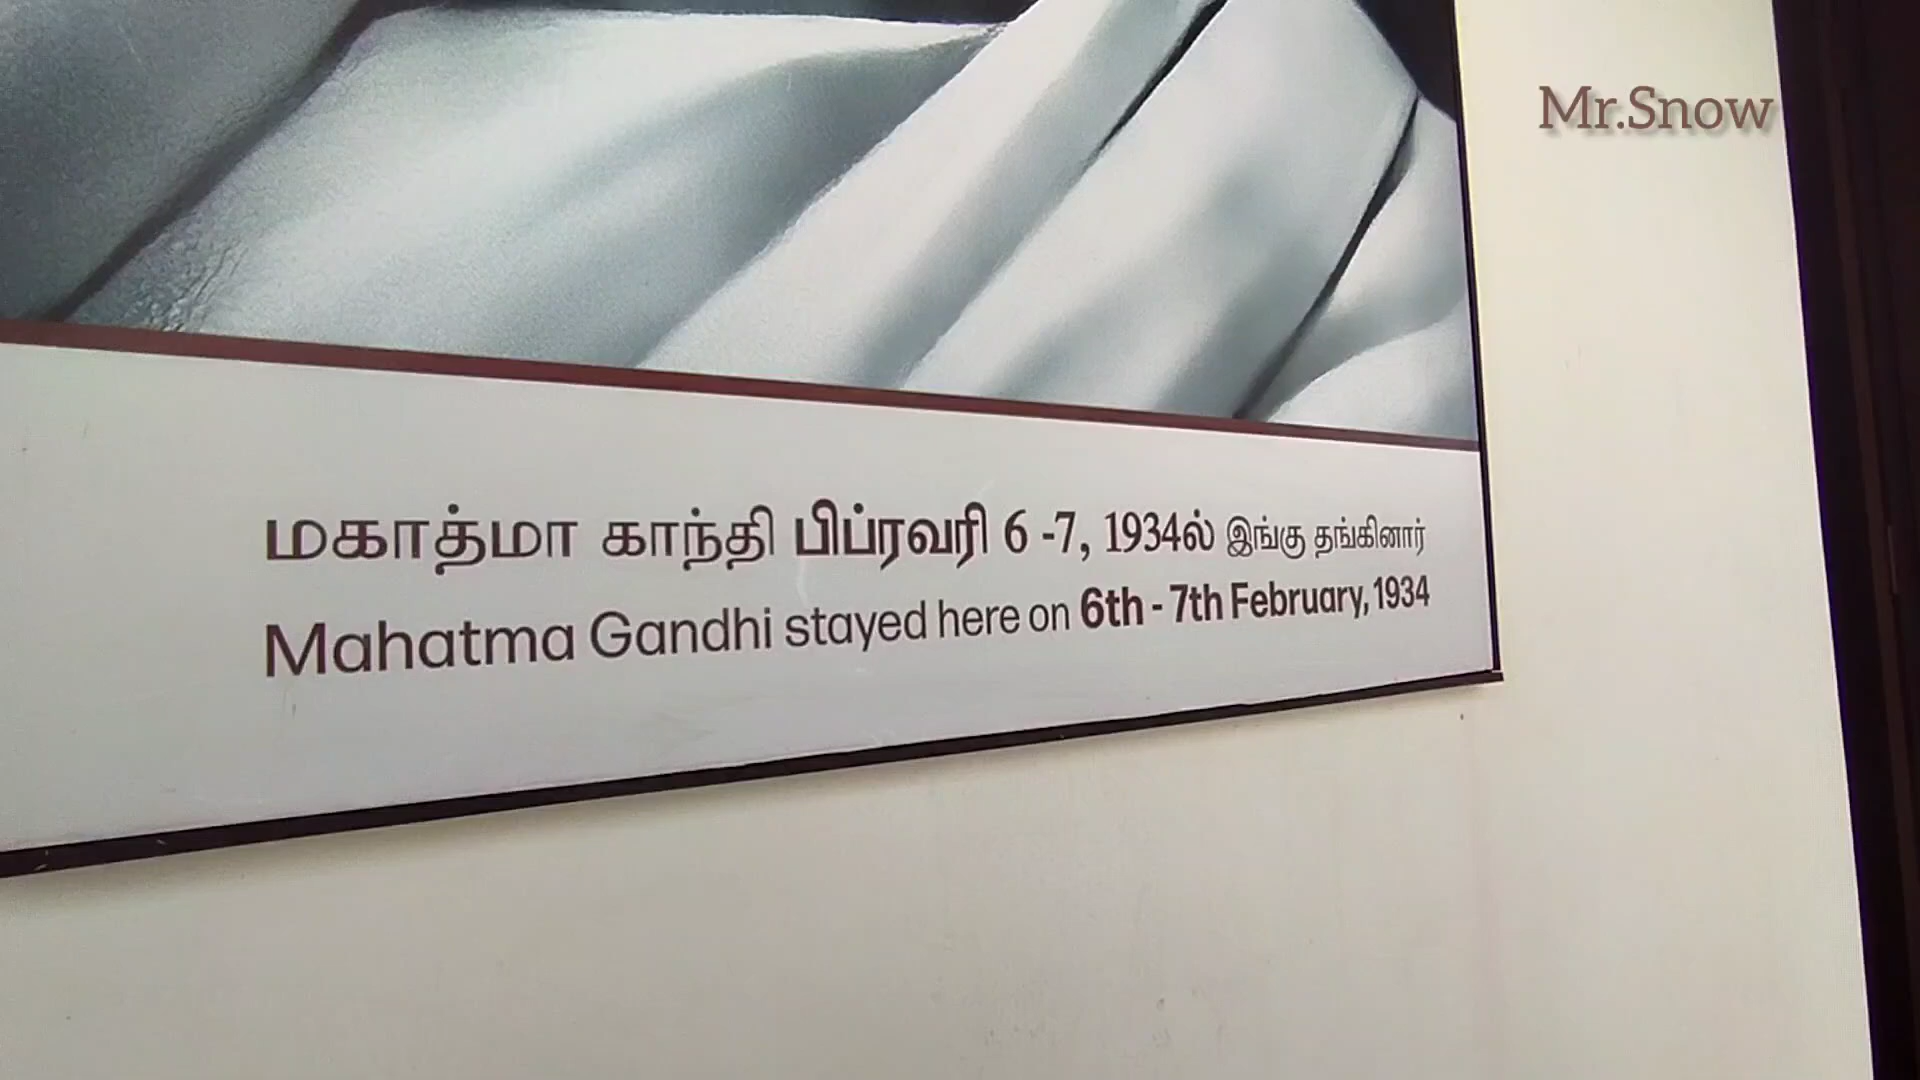 Mr.Snow
மகாத்மா காந்தி பிப்ரவரி 6 -7, 1934ல் இங்கு தங்கினார்
Mahatma Gandhi stayed here on 6th - 7th February, 1934